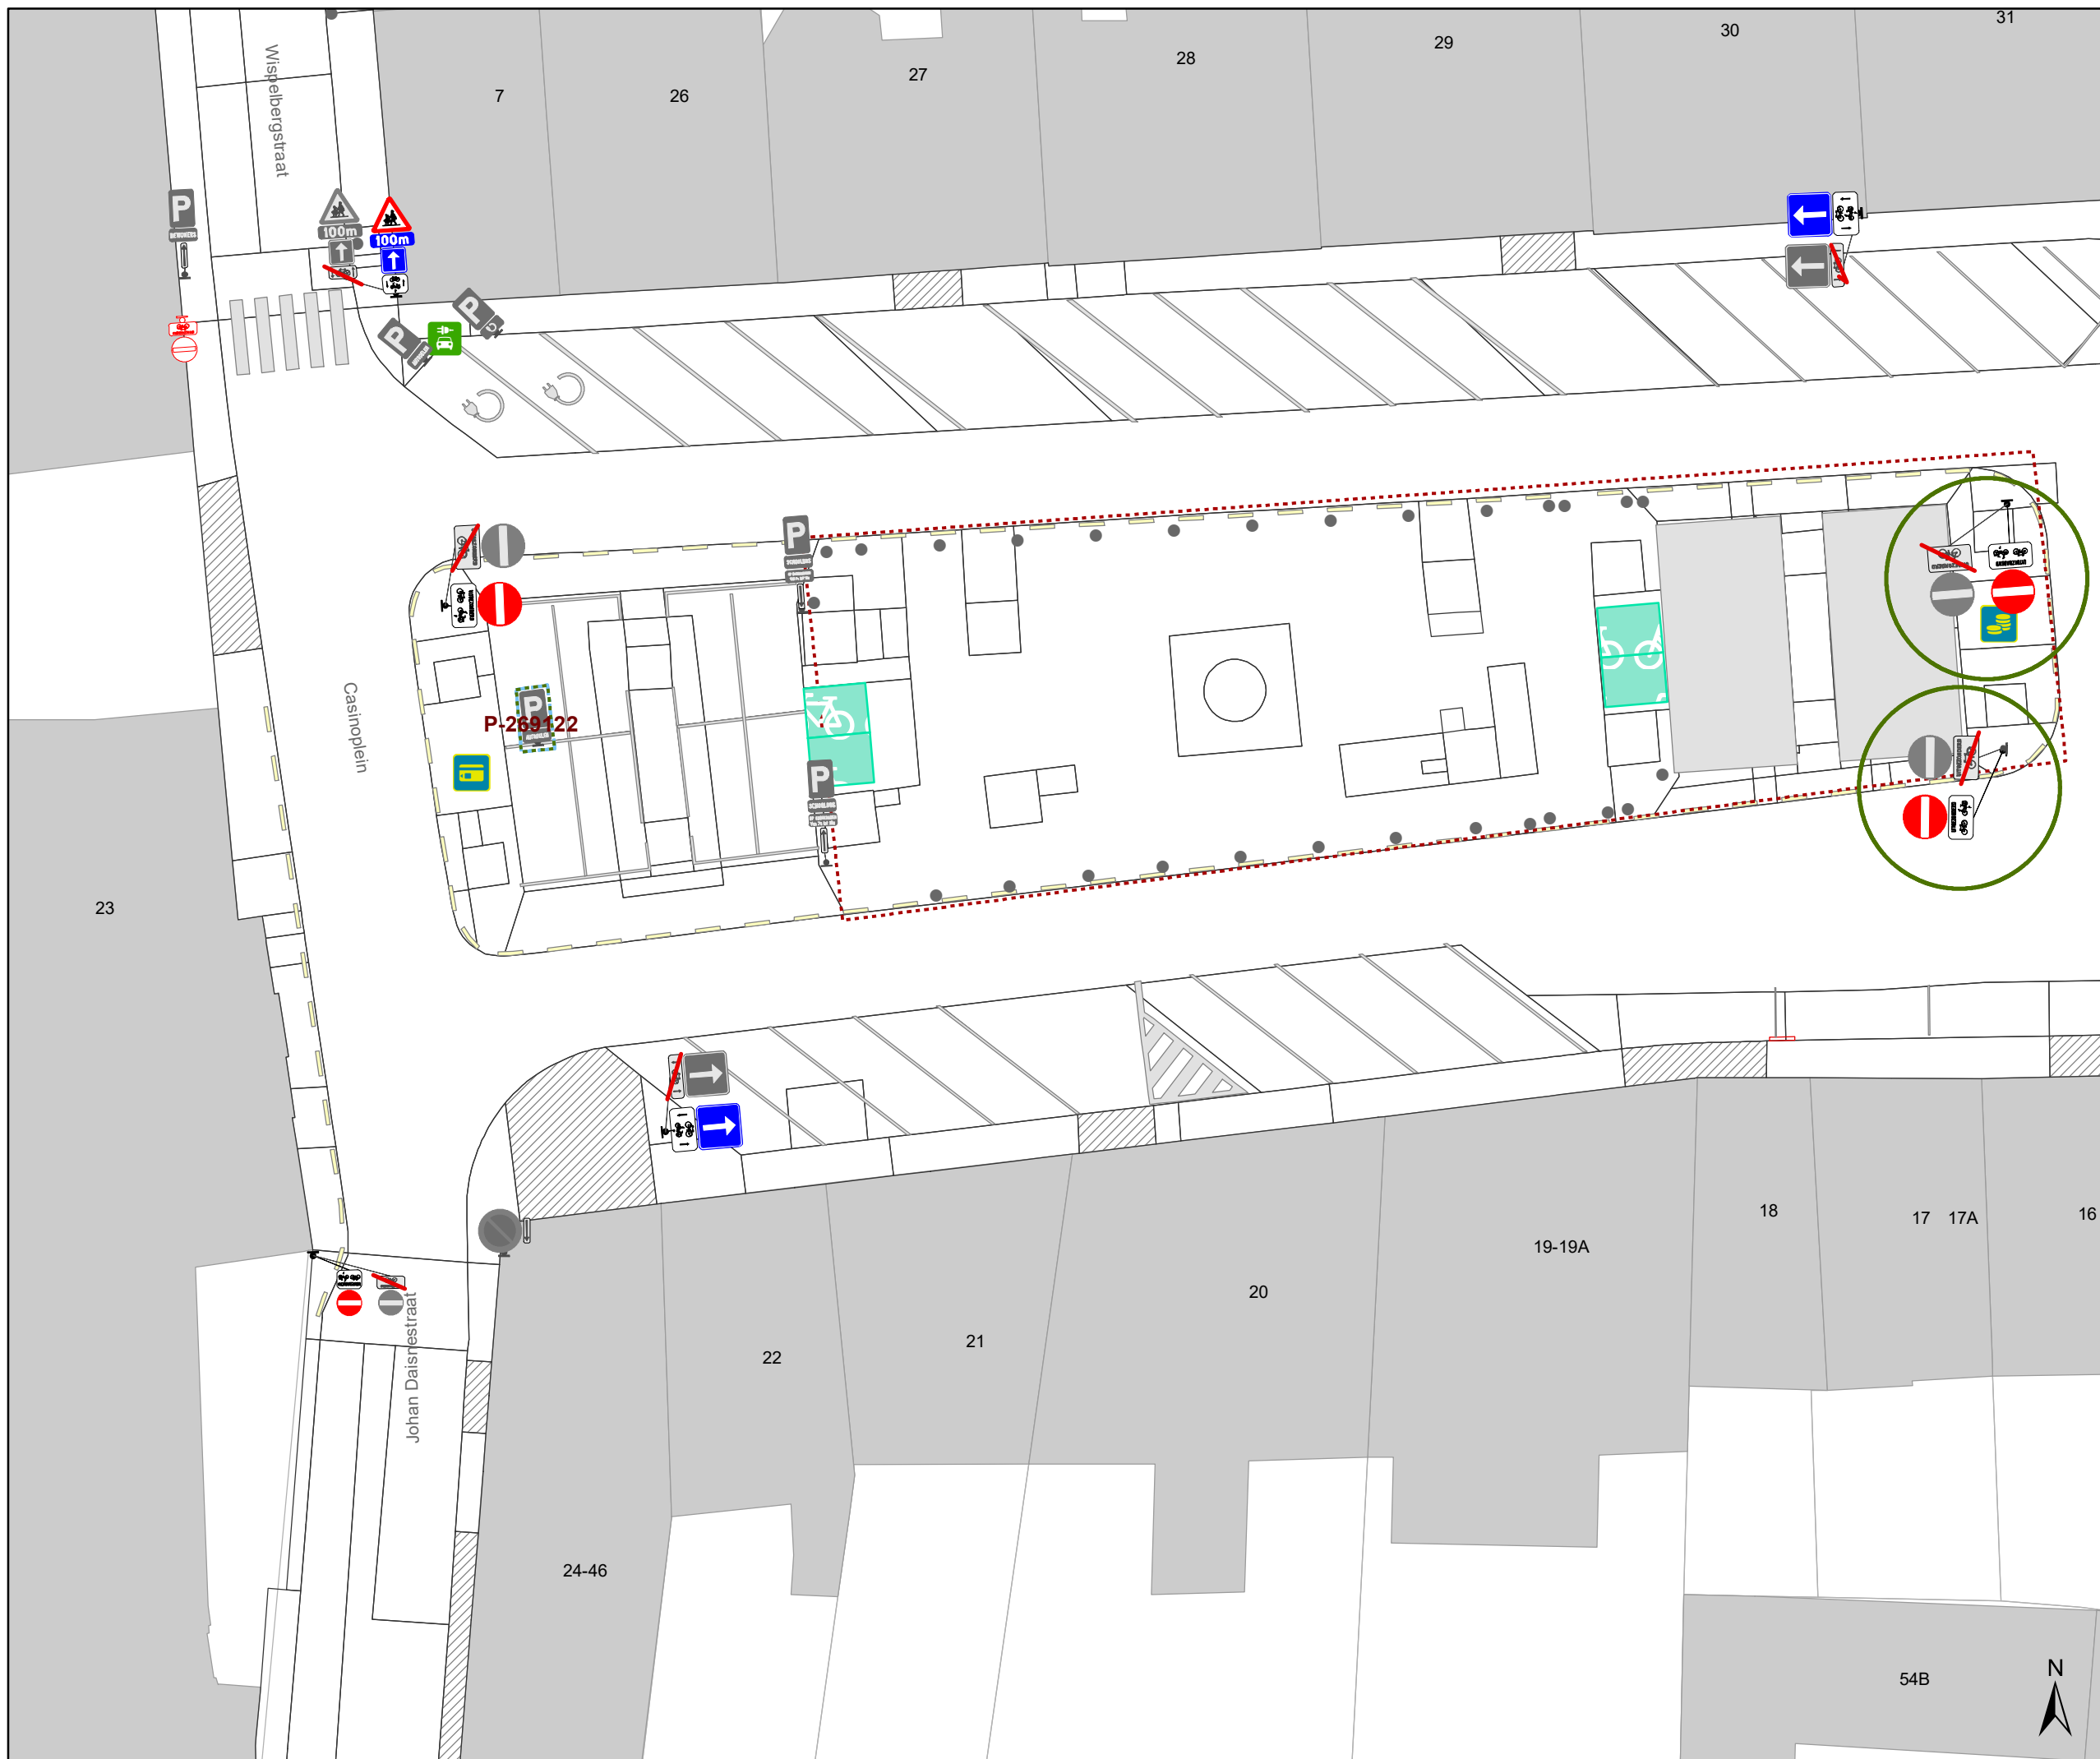 31
30
29
28
27
7
26
Wispelbergstraat
P
100m
100m
P
P
P
Casinoplein
P
P-269122
P
23
18
17
17A
16
19-19A
20
21
22
Johan Daisnestraat
24-46
54B
N